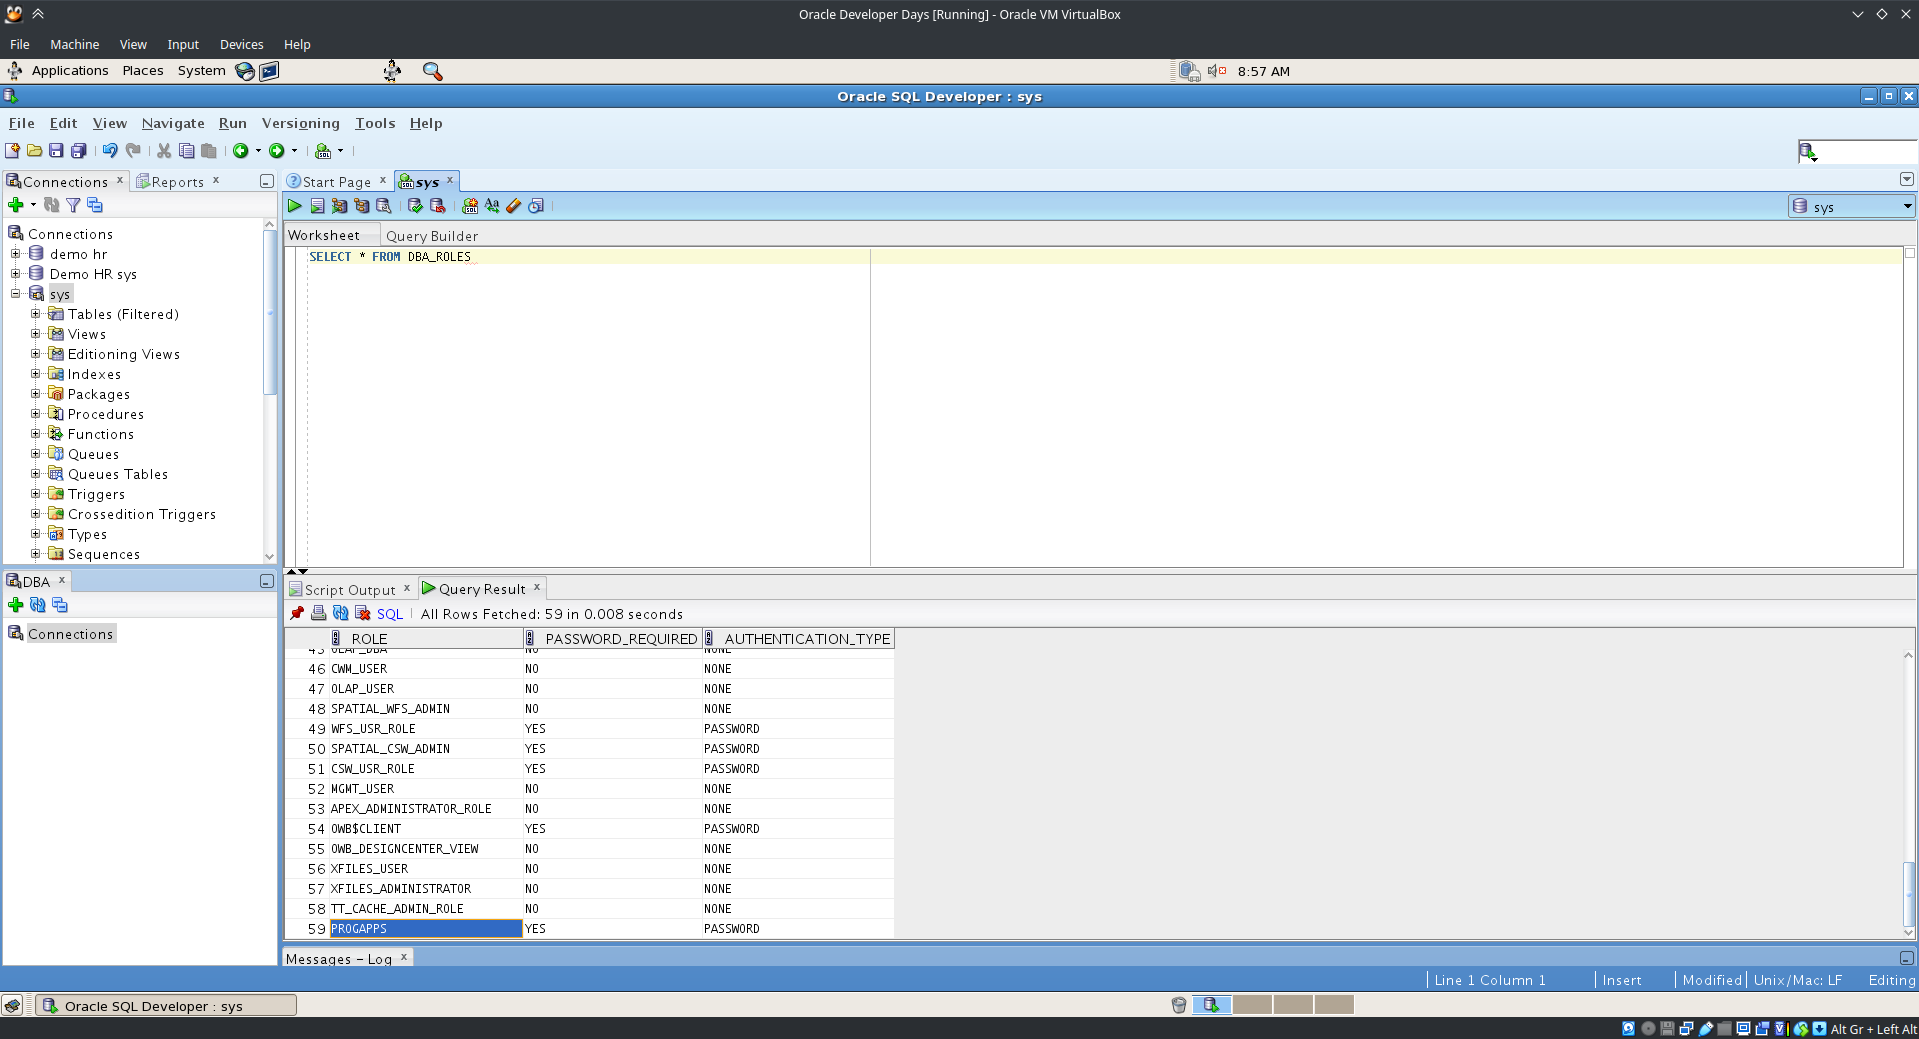 Oracle Developer Days [Running] - Oracle VM VirtualBox
File Machine View Input Devices Help
Applications Places System 8:57 AM
Oracle SQL Developer : sys
File Edit View Navigate Run Versioning Tools Help
Connections Reports
Start Page sys
sys
Worksheet Query Builder
SELECT * FROM DBA_ROLES
Connections
demo hr
Demo HR sys
sys
Tables (Filtered)
Views
Editioning Views
Indexes
Packages
Procedures
Functions
Queues
Queues Tables
Triggers
Crossedition Triggers
Types
Sequences
DBA
Connections
Script Output Query Result
SQL All Rows Fetched: 59 in 0.008 seconds
ROLE PASSWORD_REQUIRED AUTHENTICATION_TYPE
45 OLAP_DBA NO NONE
46 CWM_USER NO NONE
47 OLAP_USER NO NONE
48 SPATIAL_WFS_ADMIN NO NONE
49 WFS_USR_ROLE YES PASSWORD
50 SPATIAL_CSW_ADMIN YES PASSWORD
51 CSW_USR_ROLE YES PASSWORD
52 MGMT_USER NO NONE
53 APEX_ADMINISTRATOR_ROLE NO NONE
54 OWB$CLIENT YES PASSWORD
55 OWB_DESIGNCENTER_VIEW NO NONE
56 XFILES_USER NO NONE
57 XFILES_ADMINISTRATOR NO NONE
58 TT_CACHE_ADMIN_ROLE NO NONE
59 PROGAPPS YES PASSWORD
Messages - Log
Line 1 Column 1 Insert Modified Unix/Mac: LF Editing
Oracle SQL Developer : sys
Alt Gr + Left Alt